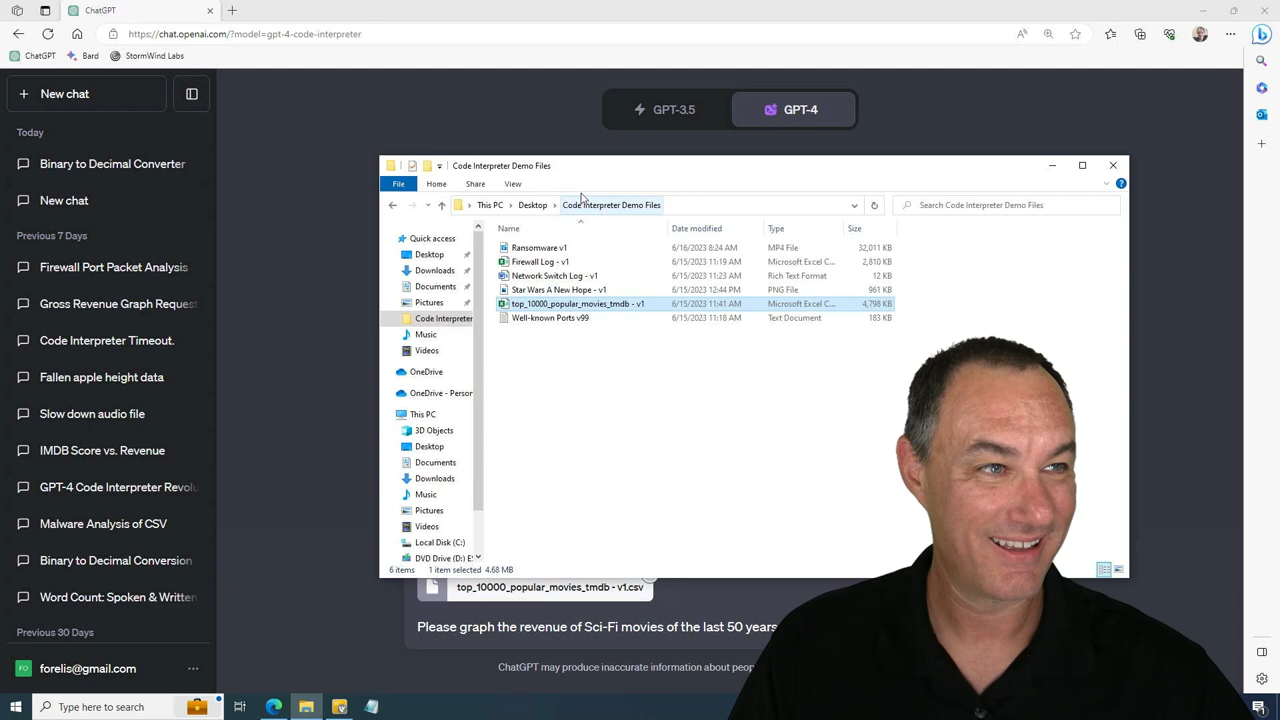 ChatGPT
https://chat.openai.com/?model=gpt-4-code-interpreter
ChatGPT
Bard
StormWind Labs
New chat
Today
Binary to Decimal Converter
New chat
Previous 7 Days
Firewall Port Packet Analysis
Gross Revenue Graph Request
Code Interpreter Timeout.
Fallen apple height data
Slow down audio file
IMDB Score vs. Revenue
GPT-4 Code Interpreter Revolu
Malware Analysis of CSV
Binary to Decimal Conversion
Word Count: Spoken & Written
Previous 30 Days
forelis@gmail.com
GPT-3.5
GPT-4
Code Interpreter Demo Files
File Home Share View
This PC > Desktop > Code Interpreter Demo Files
Search Code Interpreter Demo Files
Name Date modified Type Size
Ransomware v1 6/16/2023 8:24 AM MP4 File 32,011 KB
Firewall Log - v1 6/15/2023 11:19 AM Microsoft Excel C... 2,810 KB
Network Switch Log - v1 6/15/2023 11:23 AM Rich Text Format 12 KB
Star Wars A New Hope - v1 6/15/2023 12:44 PM PNG File 961 KB
top_10000_popular_movies_tmdb - v1 6/15/2023 11:41 AM Microsoft Excel C... 4,798 KB
Well-known Ports v99 6/15/2023 11:18 AM Text Document 183 KB
Quick access
Desktop
Downloads
Documents
Pictures
Code Interpreter
Music
Videos
OneDrive
OneDrive - Person
This PC
3D Objects
Desktop
Documents
Downloads
Music
Pictures
Videos
Local Disk (C:)
DVD Drive (D:) E
6 items 1 item selected 4.68 MB
top_10000_popular_movies_tmdb - v1.csv
Please graph the revenue of Sci-Fi movies of the last 50 years
ChatGPT may produce inaccurate information about peop
Type here to search